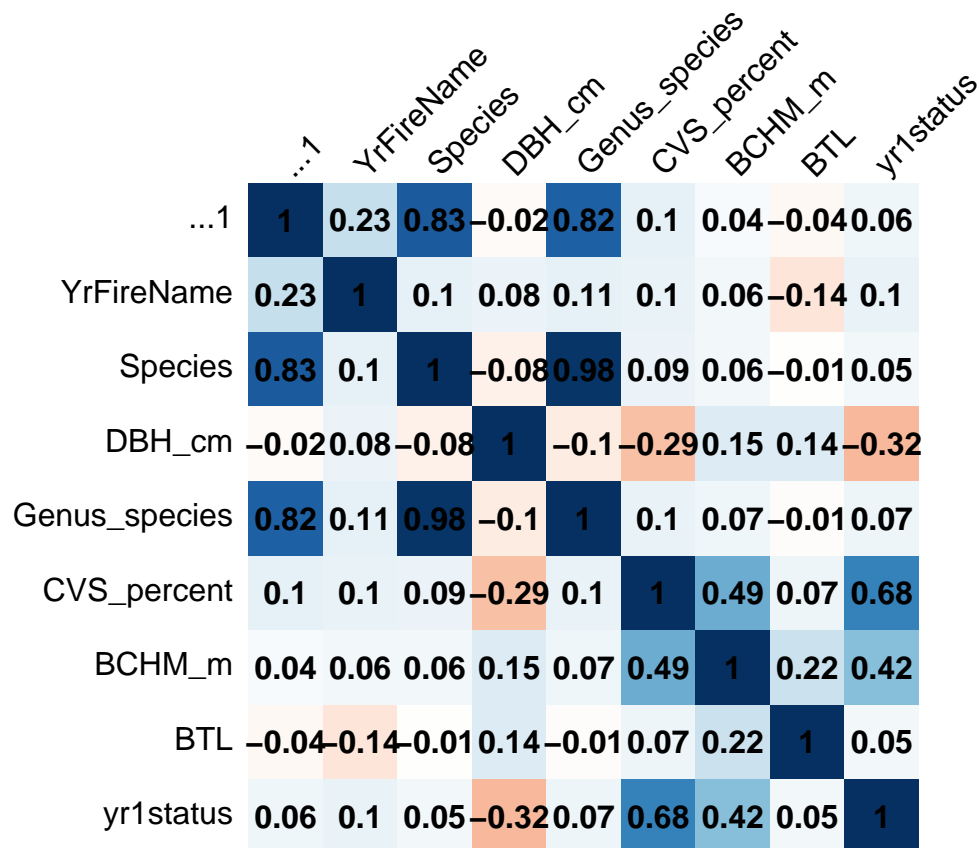 ...1 YrFireName Species DBH_cm Genus_species CVS_percent BCHM_m BTL yr1status
...1 1 0.23 0.83 −0.02 0.82 0.1 0.04 −0.04 0.06
YrFireName 0.23 1 0.1 0.08 0.11 0.1 0.06 −0.14 0.1
Species 0.83 0.1 1 −0.08 0.98 0.09 0.06 −0.01 0.05
DBH_cm −0.02 0.08 −0.08 1 −0.1 −0.29 0.15 0.14 −0.32
Genus_species 0.82 0.11 0.98 −0.1 1 0.1 0.07 −0.01 0.07
CVS_percent 0.1 0.1 0.09 −0.29 0.1 1 0.49 0.07 0.68
BCHM_m 0.04 0.06 0.06 0.15 0.07 0.49 1 0.22 0.42
BTL −0.04 −0.14 −0.01 0.14 −0.01 0.07 0.22 1 0.05
yr1status 0.06 0.1 0.05 −0.32 0.07 0.68 0.42 0.05 1